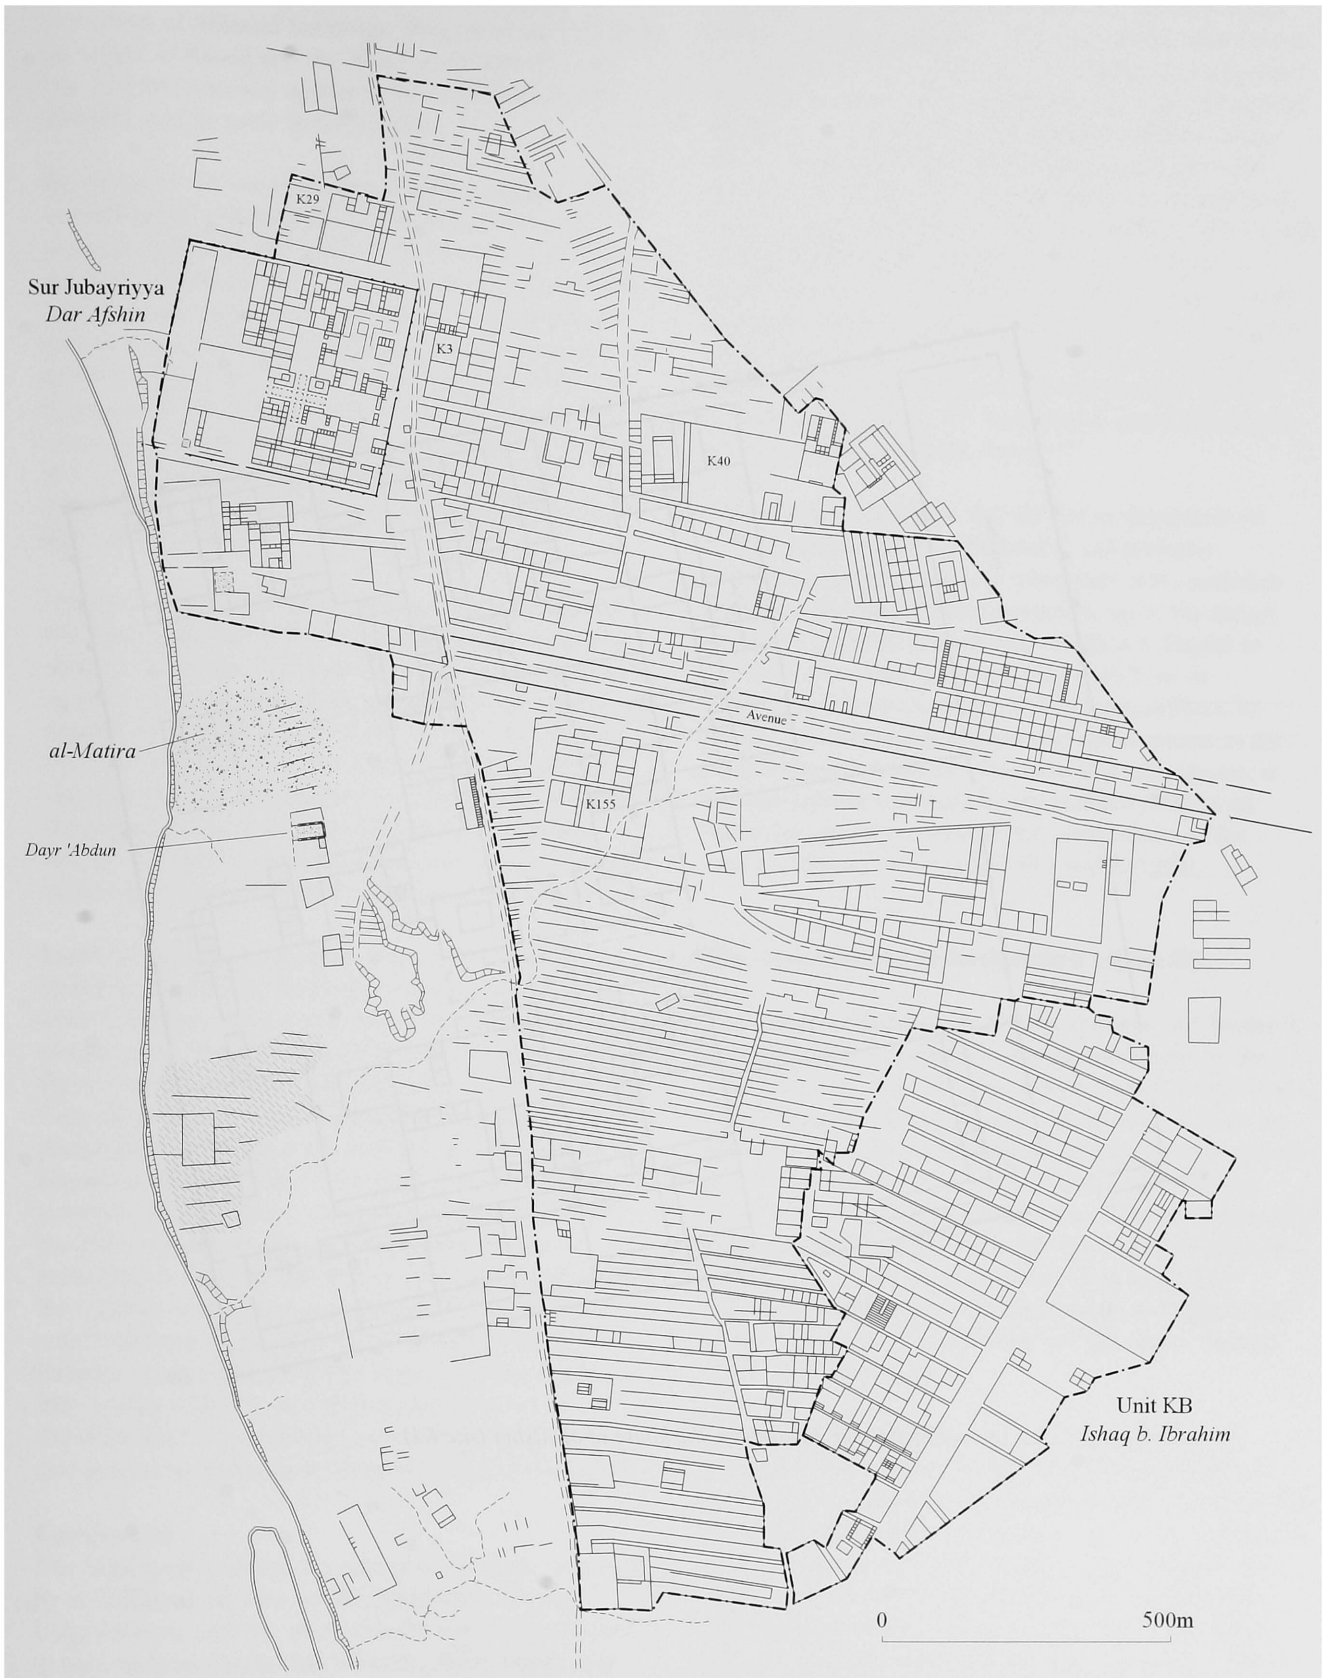 K29
Sur Jubayriyya
Dar Afshin
K3
K40
Avenue
al-Matira
K155
Dayr 'Abdun
Unit KB
Ishaq b. Ibrahim
0 500m